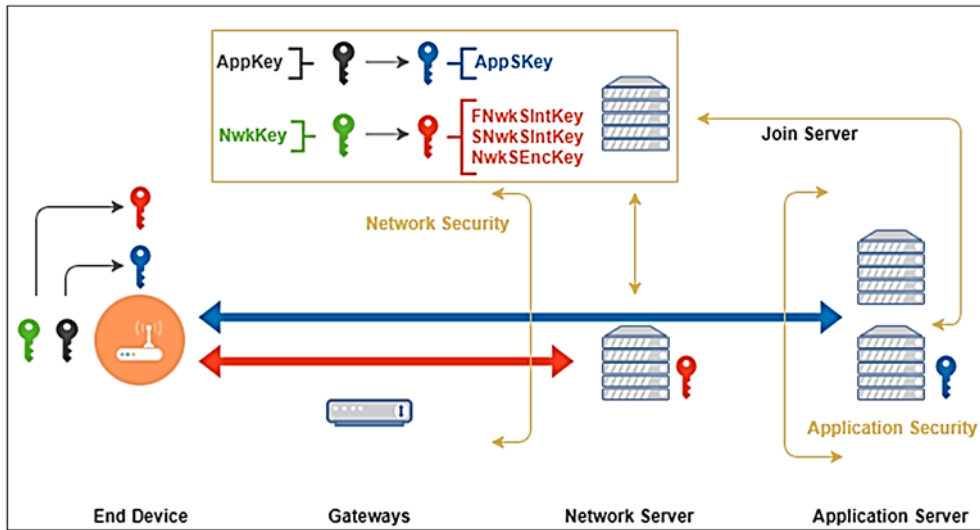 AppKey
AppSKey
NwkKey
FNwkSIntKey
SNwkSIntKey
NwkSEncKey
Join Server
Network Security
Application Security
End Device
Gateways
Network Server
Application Server